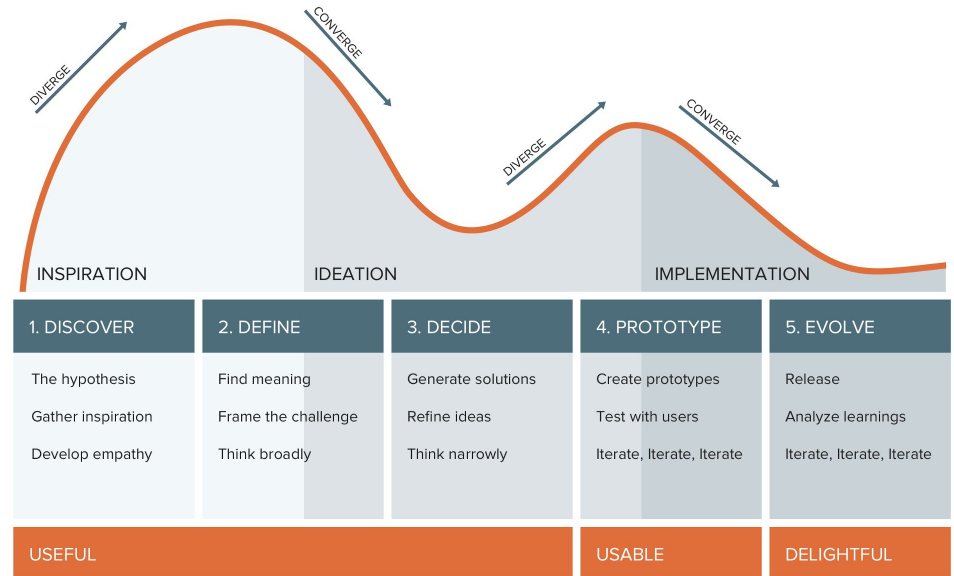 DIVERGE
CONVERGE
DIVERGE
CONVERGE
INSPIRATION
IDEATION
IMPLEMENTATION
1. DISCOVER
The hypothesis
Gather inspiration
Develop empathy
2. DEFINE
Find meaning
Frame the challenge
Think broadly
3. DECIDE
Generate solutions
Refine ideas
Think narrowly
4. PROTOTYPE
Create prototypes
Test with users
Iterate, Iterate, Iterate
5. EVOLVE
Release
Analyze learnings
Iterate, Iterate, Iterate
USEFUL
USABLE
DELIGHTFUL